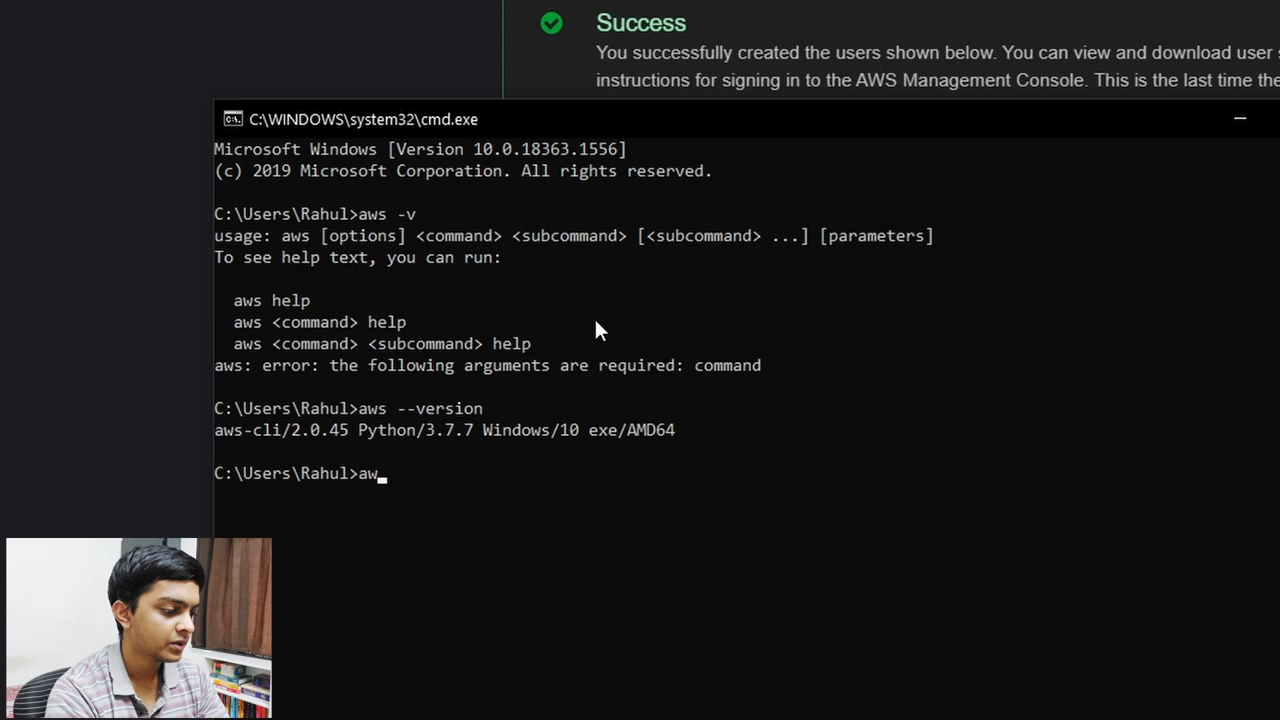 Success
You successfully created the users shown below. You can view and download user
instructions for signing in to the AWS Management Console. This is the last time
C:\WINDOWS\system32\cmd.exe
Microsoft Windows [Version 10.0.18363.1556]
(c) 2019 Microsoft Corporation. All rights reserved.
C:\Users\Rahul>aws -v
usage: aws [options] <command> <subcommand> [<subcommand> ...] [parameters]
To see help text, you can run:
aws help
aws <command> help
aws <command> <subcommand> help
aws: error: the following arguments are required: command
C:\Users\Rahul>aws --version
aws-cli/2.0.45 Python/3.7.7 Windows/10 exe/AMD64
C:\Users\Rahul>aw